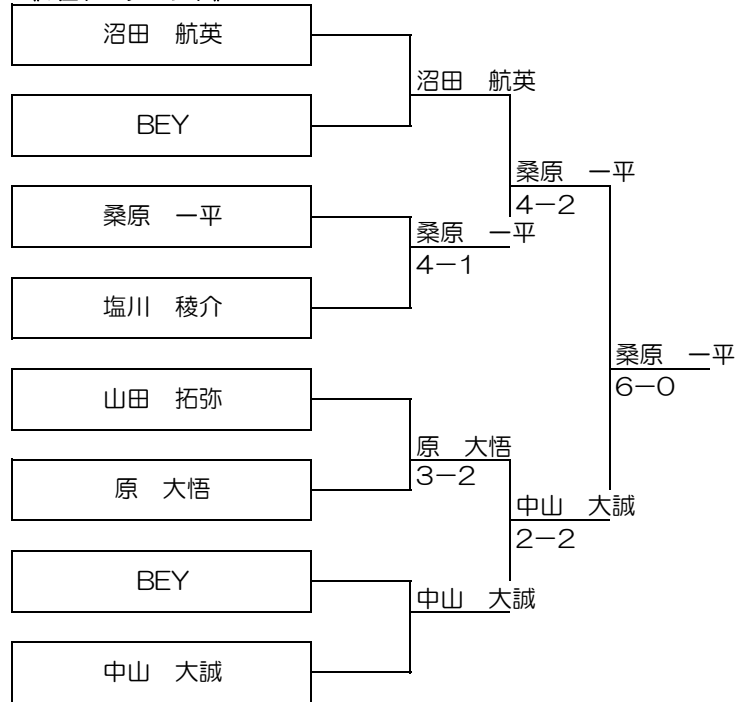 沼田　航英
沼田　航英
BEY
桑原　一平
4－2
桑原　一平
桑原　一平
4－1
塩川　稜介
桑原　一平
6－0
山田　拓弥
原　大悟
3－2
原　大悟
中山　大誠
2－2
BEY
中山　大誠
中山　大誠